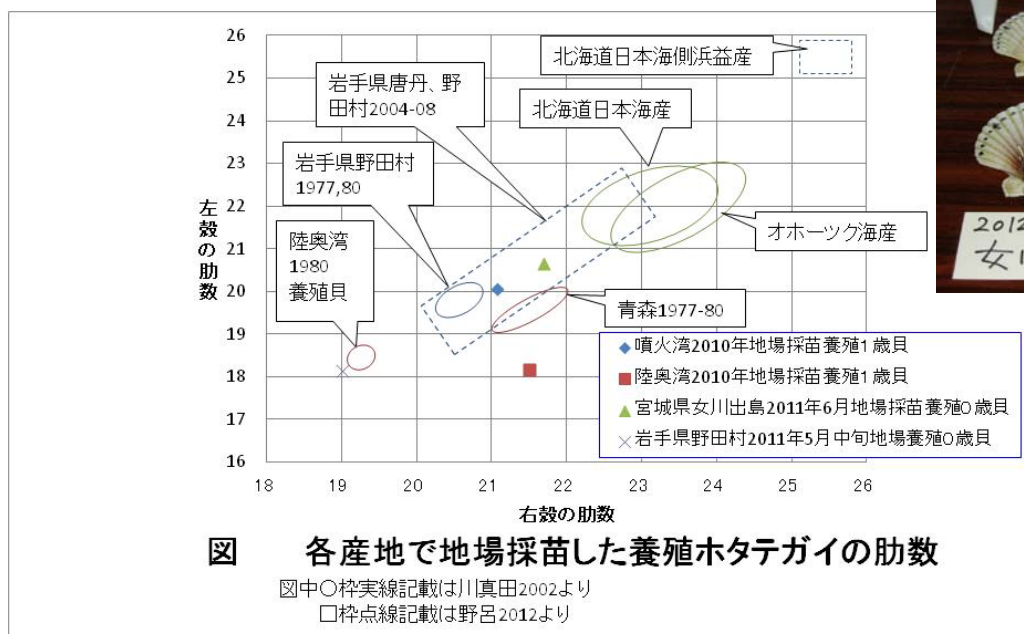 26
25
24
23
22
21
20
19
18
17
16
左殻の肋数
18 19 20 21 22 23 24 25 26
右殻の肋数
北海道日本海側浜益産
岩手県唐丹、野
田村2004-08
北海道日本海産
岩手県野田村
1977,80
オホーツク海産
陸奥湾
1980
養殖貝
青森1977-80
噴火湾2010年地場採苗養殖1歳貝
陸奥湾2010年地場採苗養殖1歳貝
宮城県女川出島2011年6月地場採苗養殖0歳貝
岩手県野田村2011年5月中旬地場養殖0歳貝
図 各産地で地場採苗した養殖ホタテガイの肋数
図中○枠実線記載は川真田2002より
□枠点線記載は野呂2012より
2012
女川